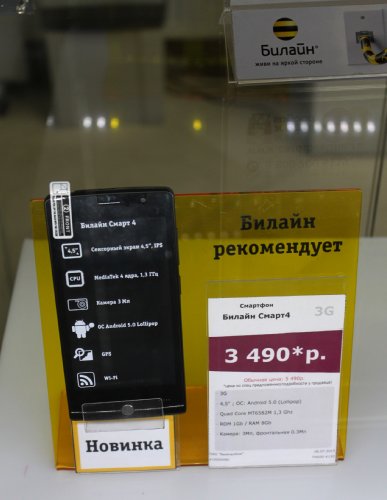 Билайн®
живи на яркой стороне
Билайн
рекомендует
Билайн Смарт 4
4,5"
Сенсорный экран 4,5", IPS
CPU
MediaTek 4 ядра, 1,3 ГГц
Камера 3 Мп
ОС Android 5.0 Lollipop
GPS
Wi-Fi
Новинка
Смартфон
Билайн Смарт4
3G
3 490*р.
Обычная цена: 5 490р.
3G
4,5" ; ОС: Android 5.0 (Lollipop)
Quad Core MT6582M 1,3 Ghz
ROM 1Gb / RAM 8Gb
Камера: 3Мп, фронтальная 0,3Мп